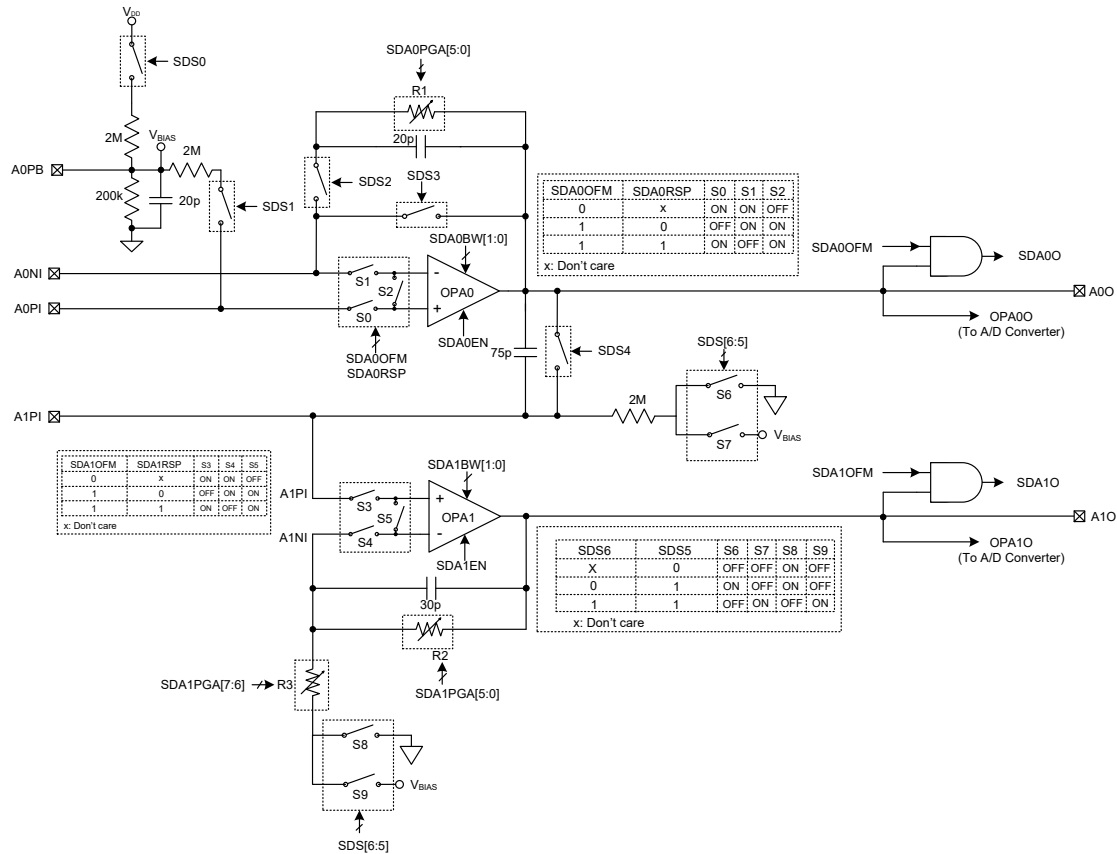 VDD
SDS0
SDA0PGA[5:0]
R1
2M
VBIAS
2M
20p
A0PB
SDS2
SDS3
200k
20p
SDS1
SDA0OFM SDA0RSP S0 S1 S2
0 x ON ON OFF
1 0 OFF ON ON
1 1 ON OFF ON
x: Don't care
SDA0BW[1:0]
SDA0OFM
SDA0O
A0NI
S1
-
S2
OPA0
A0O
A0PI
S0
+
OPA0O
(To A/D Converter)
SDA0EN
SDA0OFM
SDA0RSP
75p
SDS4
SDS[6:5]
S6
2M
A1PI
S7
VBIAS
SDA1OFM SDA1RSP S3 S4 S5
0 x ON ON OFF
1 0 OFF ON ON
1 1 ON OFF ON
x: Don't care
SDA1BW[1:0]
SDA1OFM
SDA1O
A1PI
S3
+
S5
OPA1
A1O
A1NI
S4
-
OPA1O
(To A/D Converter)
SDA1EN
SDS6 SDS5 S6 S7 S8 S9
X 0 OFF OFF ON OFF
0 1 ON OFF ON OFF
1 1 OFF ON OFF ON
x: Don't care
30p
R2
SDA1PGA[7:6]
R3
SDA1PGA[5:0]
S8
S9
VBIAS
SDS[6:5]